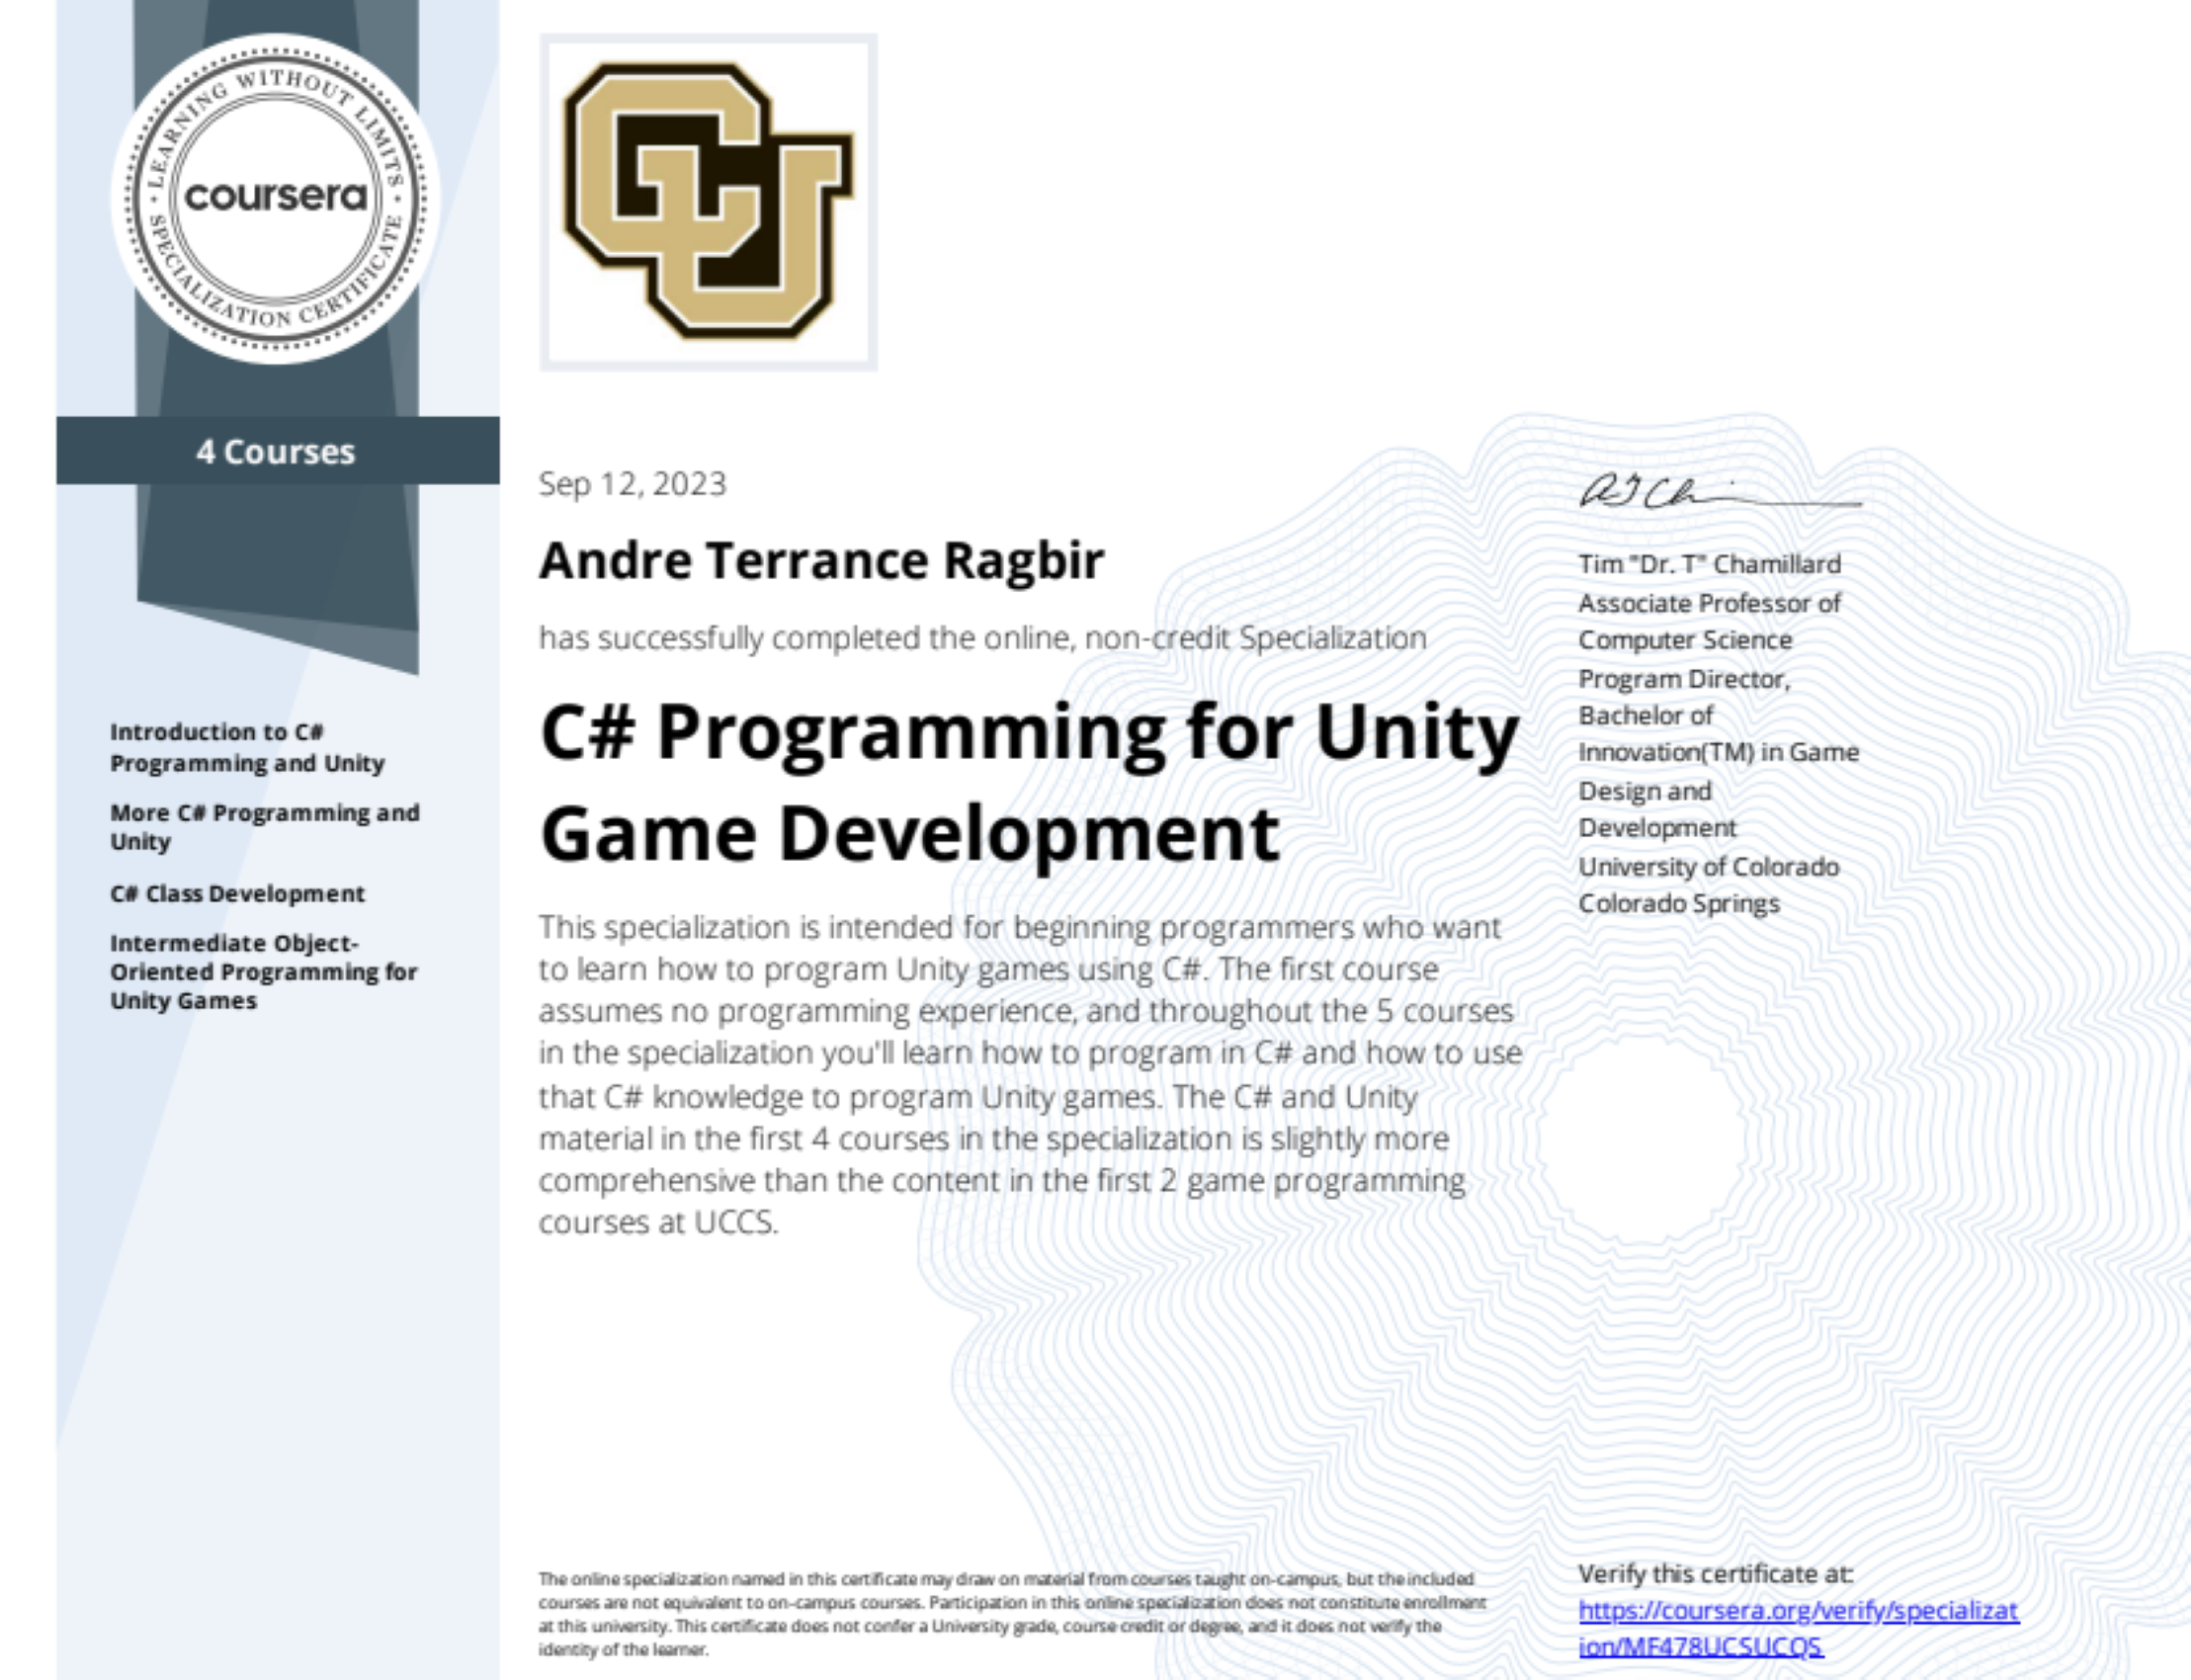 LEARNING WITHOUT LIMITS
coursera
SPECIALIZATION CERTIFICATE
CU
4 Courses
Introduction to C#
Programming and Unity
More C# Programming and
Unity
C# Class Development
Intermediate Object-
Oriented Programming for
Unity Games
Sep 12, 2023
Andre Terrance Ragbir
has successfully completed the online, non-credit Specialization
C# Programming for Unity
Game Development
This specialization is intended for beginning programmers who want
to learn how to program Unity games using C#. The first course
assumes no programming experience, and throughout the 5 courses
in the specialization you'll learn how to program in C# and how to use
that C# knowledge to program Unity games. The C# and Unity
material in the first 4 courses in the specialization is slightly more
comprehensive than the content in the first 2 game programming
courses at UCCS.
Tim "Dr. T" Chamillard
Associate Professor of
Computer Science
Program Director,
Bachelor of
Innovation(TM) in Game
Design and
Development
University of Colorado
Colorado Springs
The online specialization named in this certificate may draw on material from courses taught on-campus, but the included
courses are not equivalent to on-campus courses. Participation in this online specialization does not constitute enrollment
at this university. This certificate does not confer a University grade, course credit or degree, and it does not verify the
identity of the learner.
Verify this certificate at:
https://coursera.org/verify/specializat
ion/MF478UCSUCQS